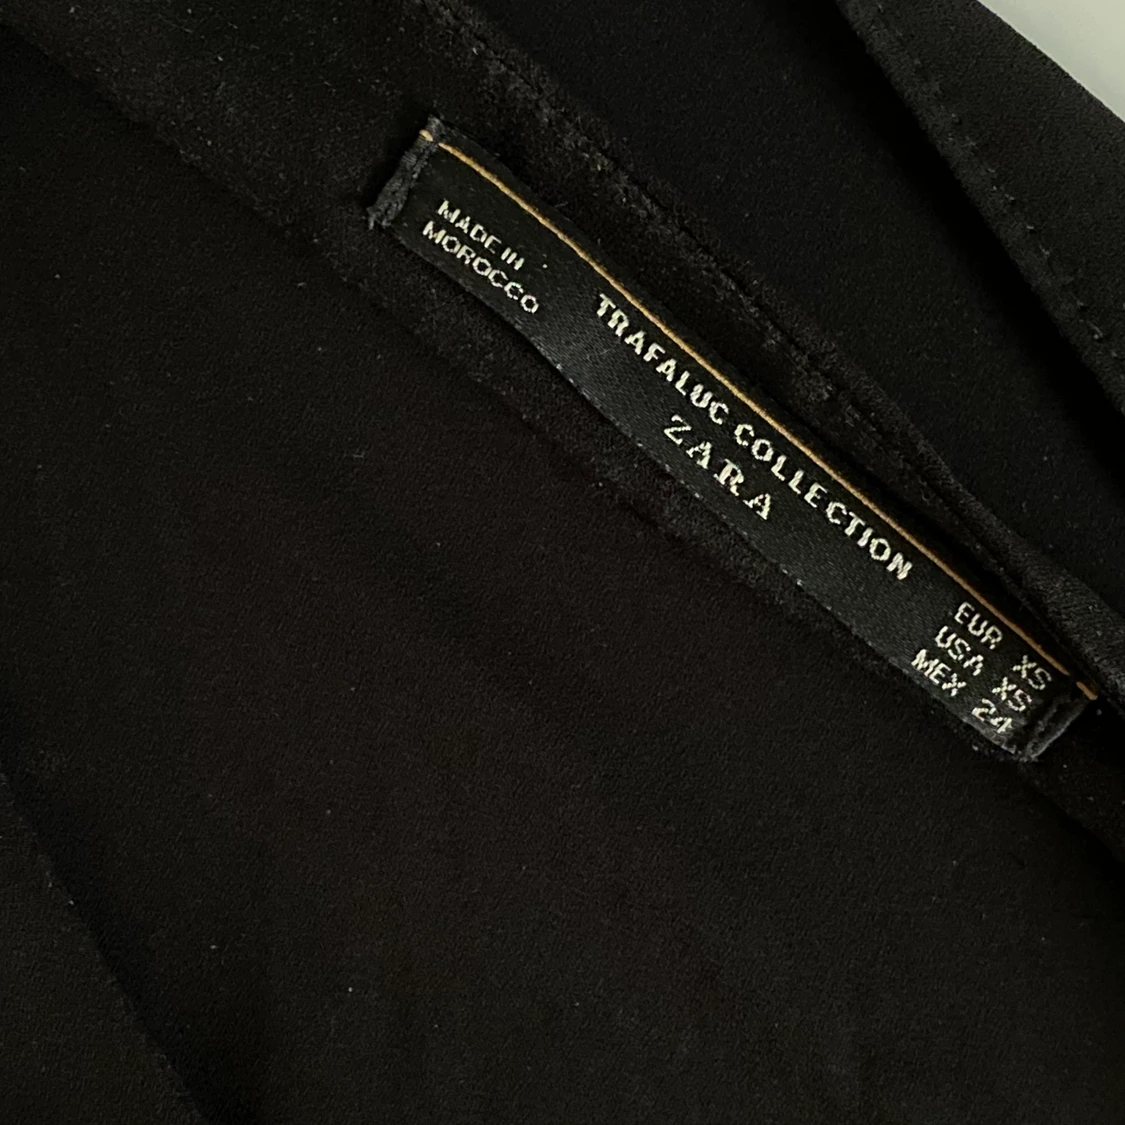 MADE IN
MOROCCO
TRAFALUC COLLECTION
ZARA
EUR XS
USA XS
MEX 24